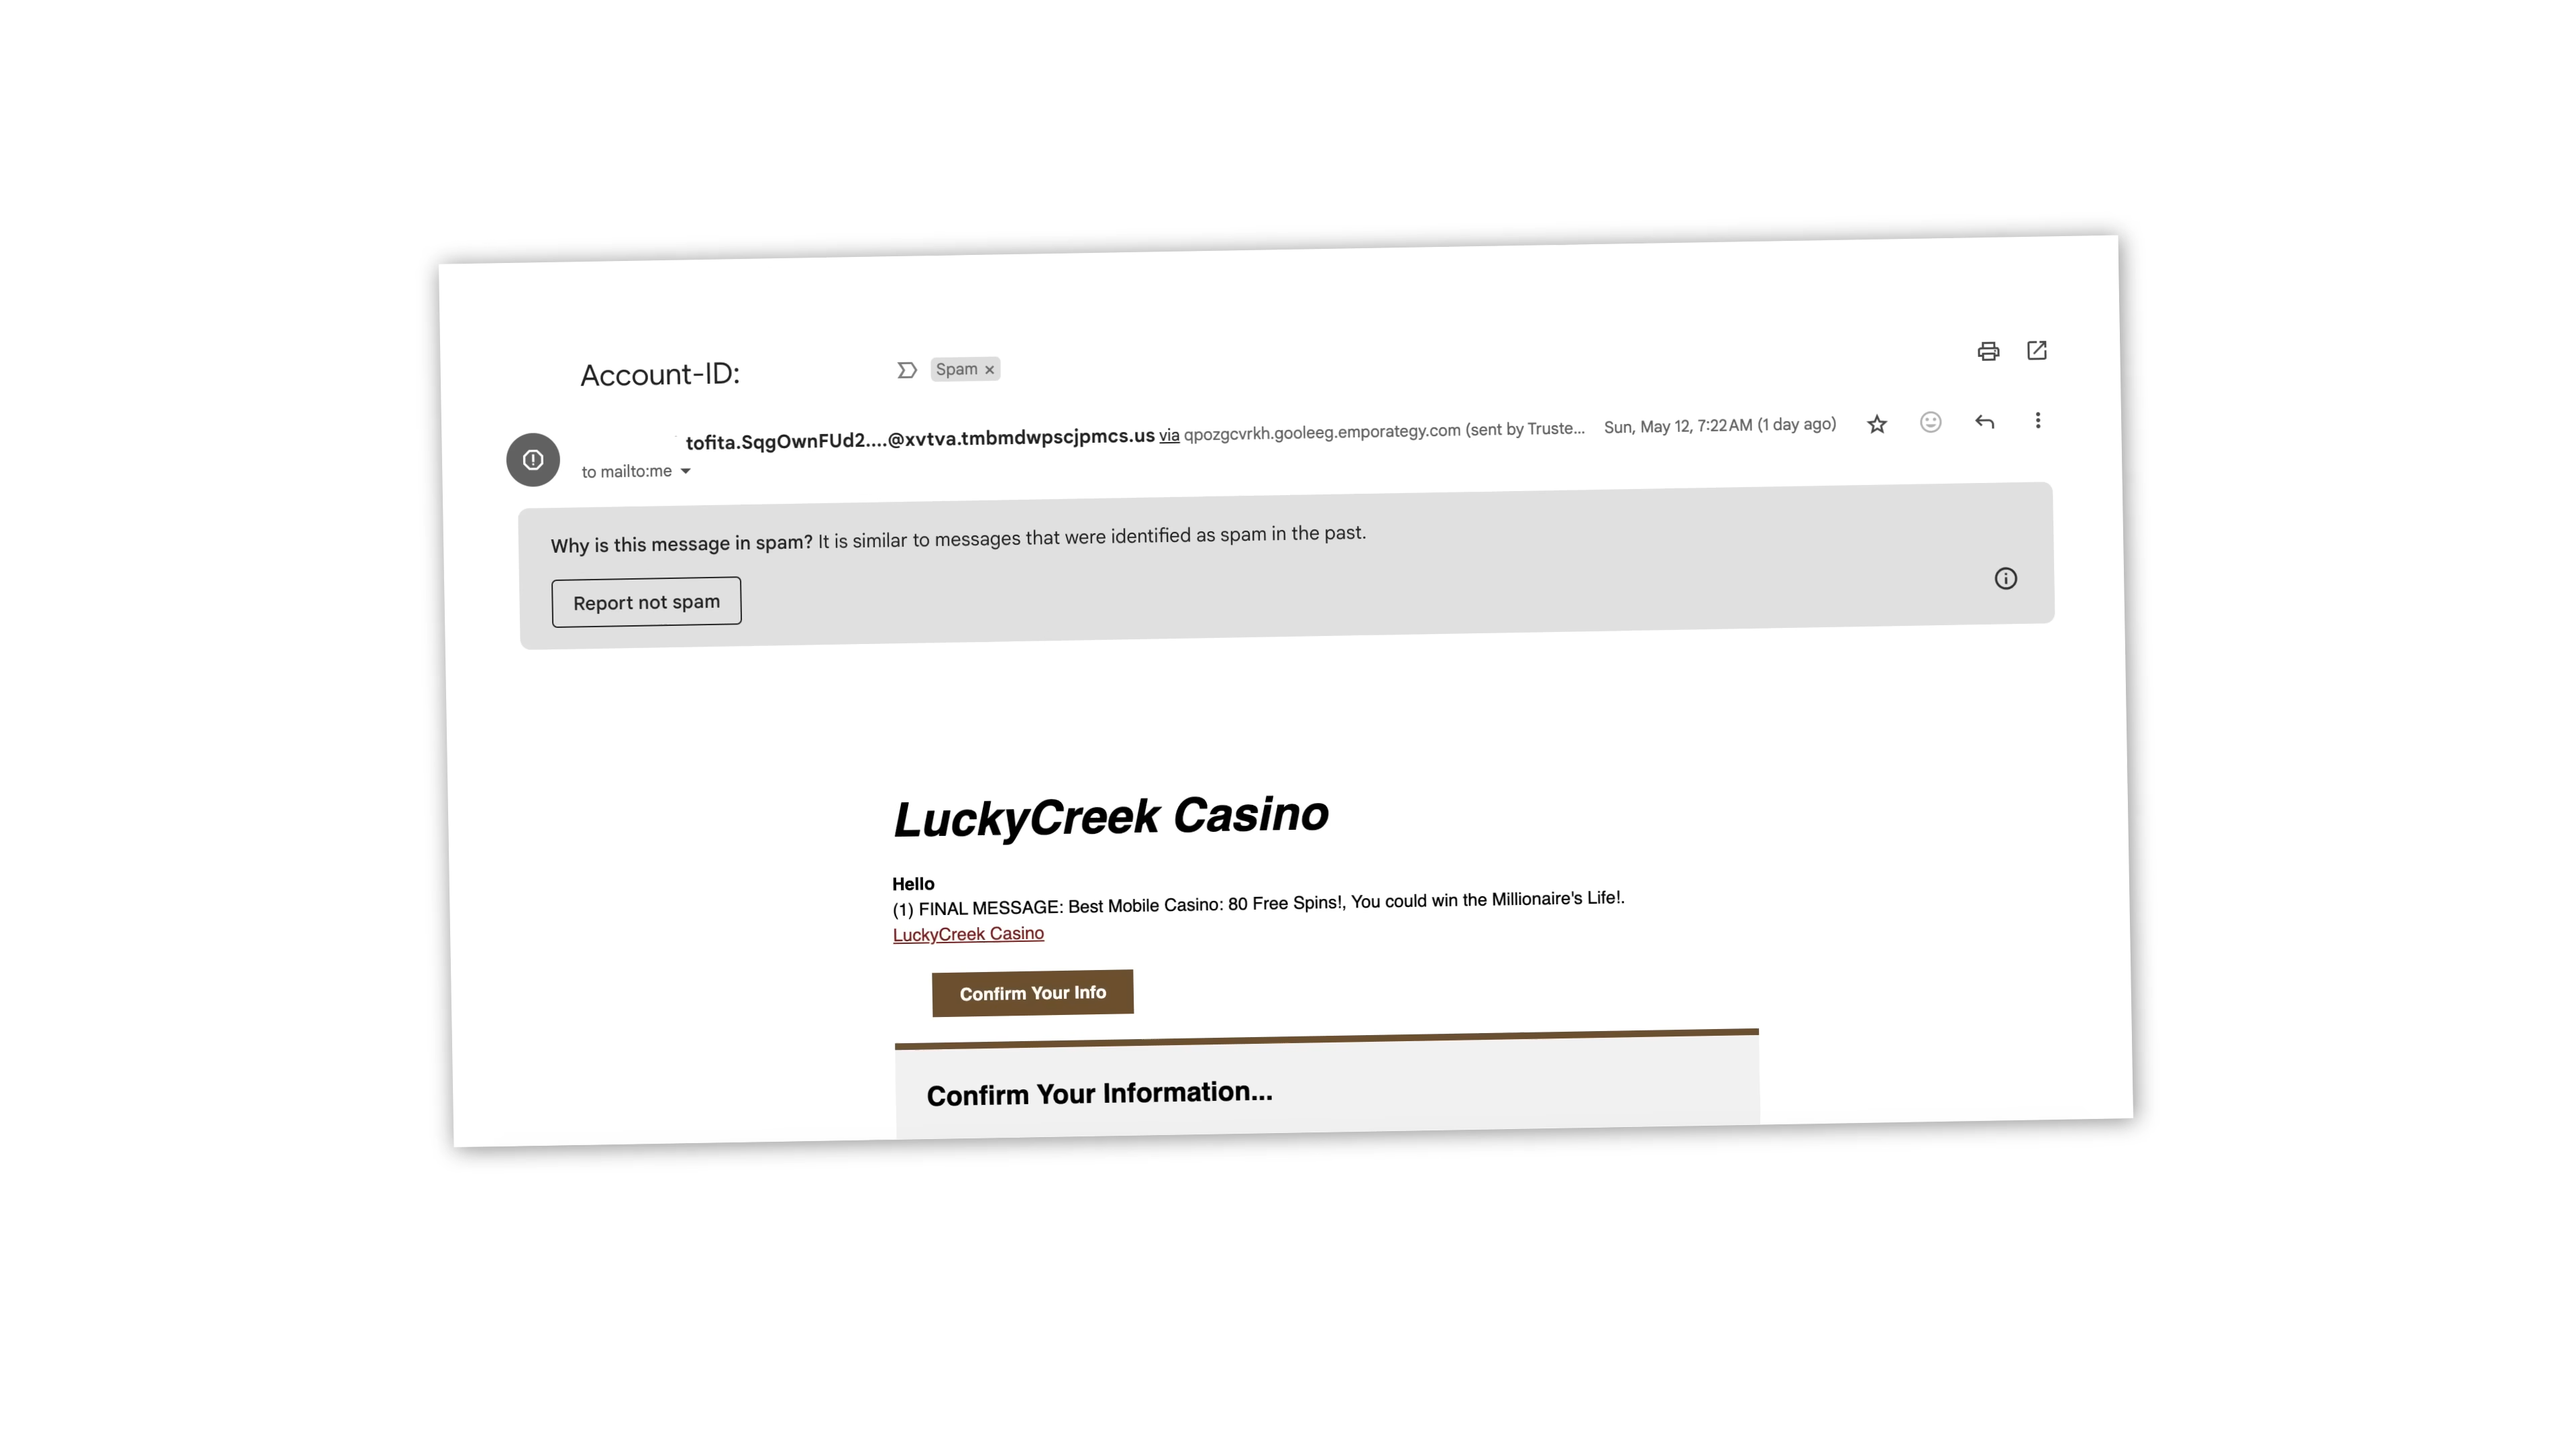 Account-ID: Spam ×
tofita.SqgOwnFUd2....@xvtva.tmbmdwpscjpmcs.us via qpozgcvrkh.gooleeg.emporategy.com (sent by Truste... Sun, May 12, 7:22 AM (1 day ago)
to mailto:me
Why is this message in spam? It is similar to messages that were identified as spam in the past.
Report not spam
LuckyCreek Casino
Hello
(1) FINAL MESSAGE: Best Mobile Casino: 80 Free Spins!, You could win the Millionaire's Life!.
LuckyCreek Casino
Confirm Your Info
Confirm Your Information...